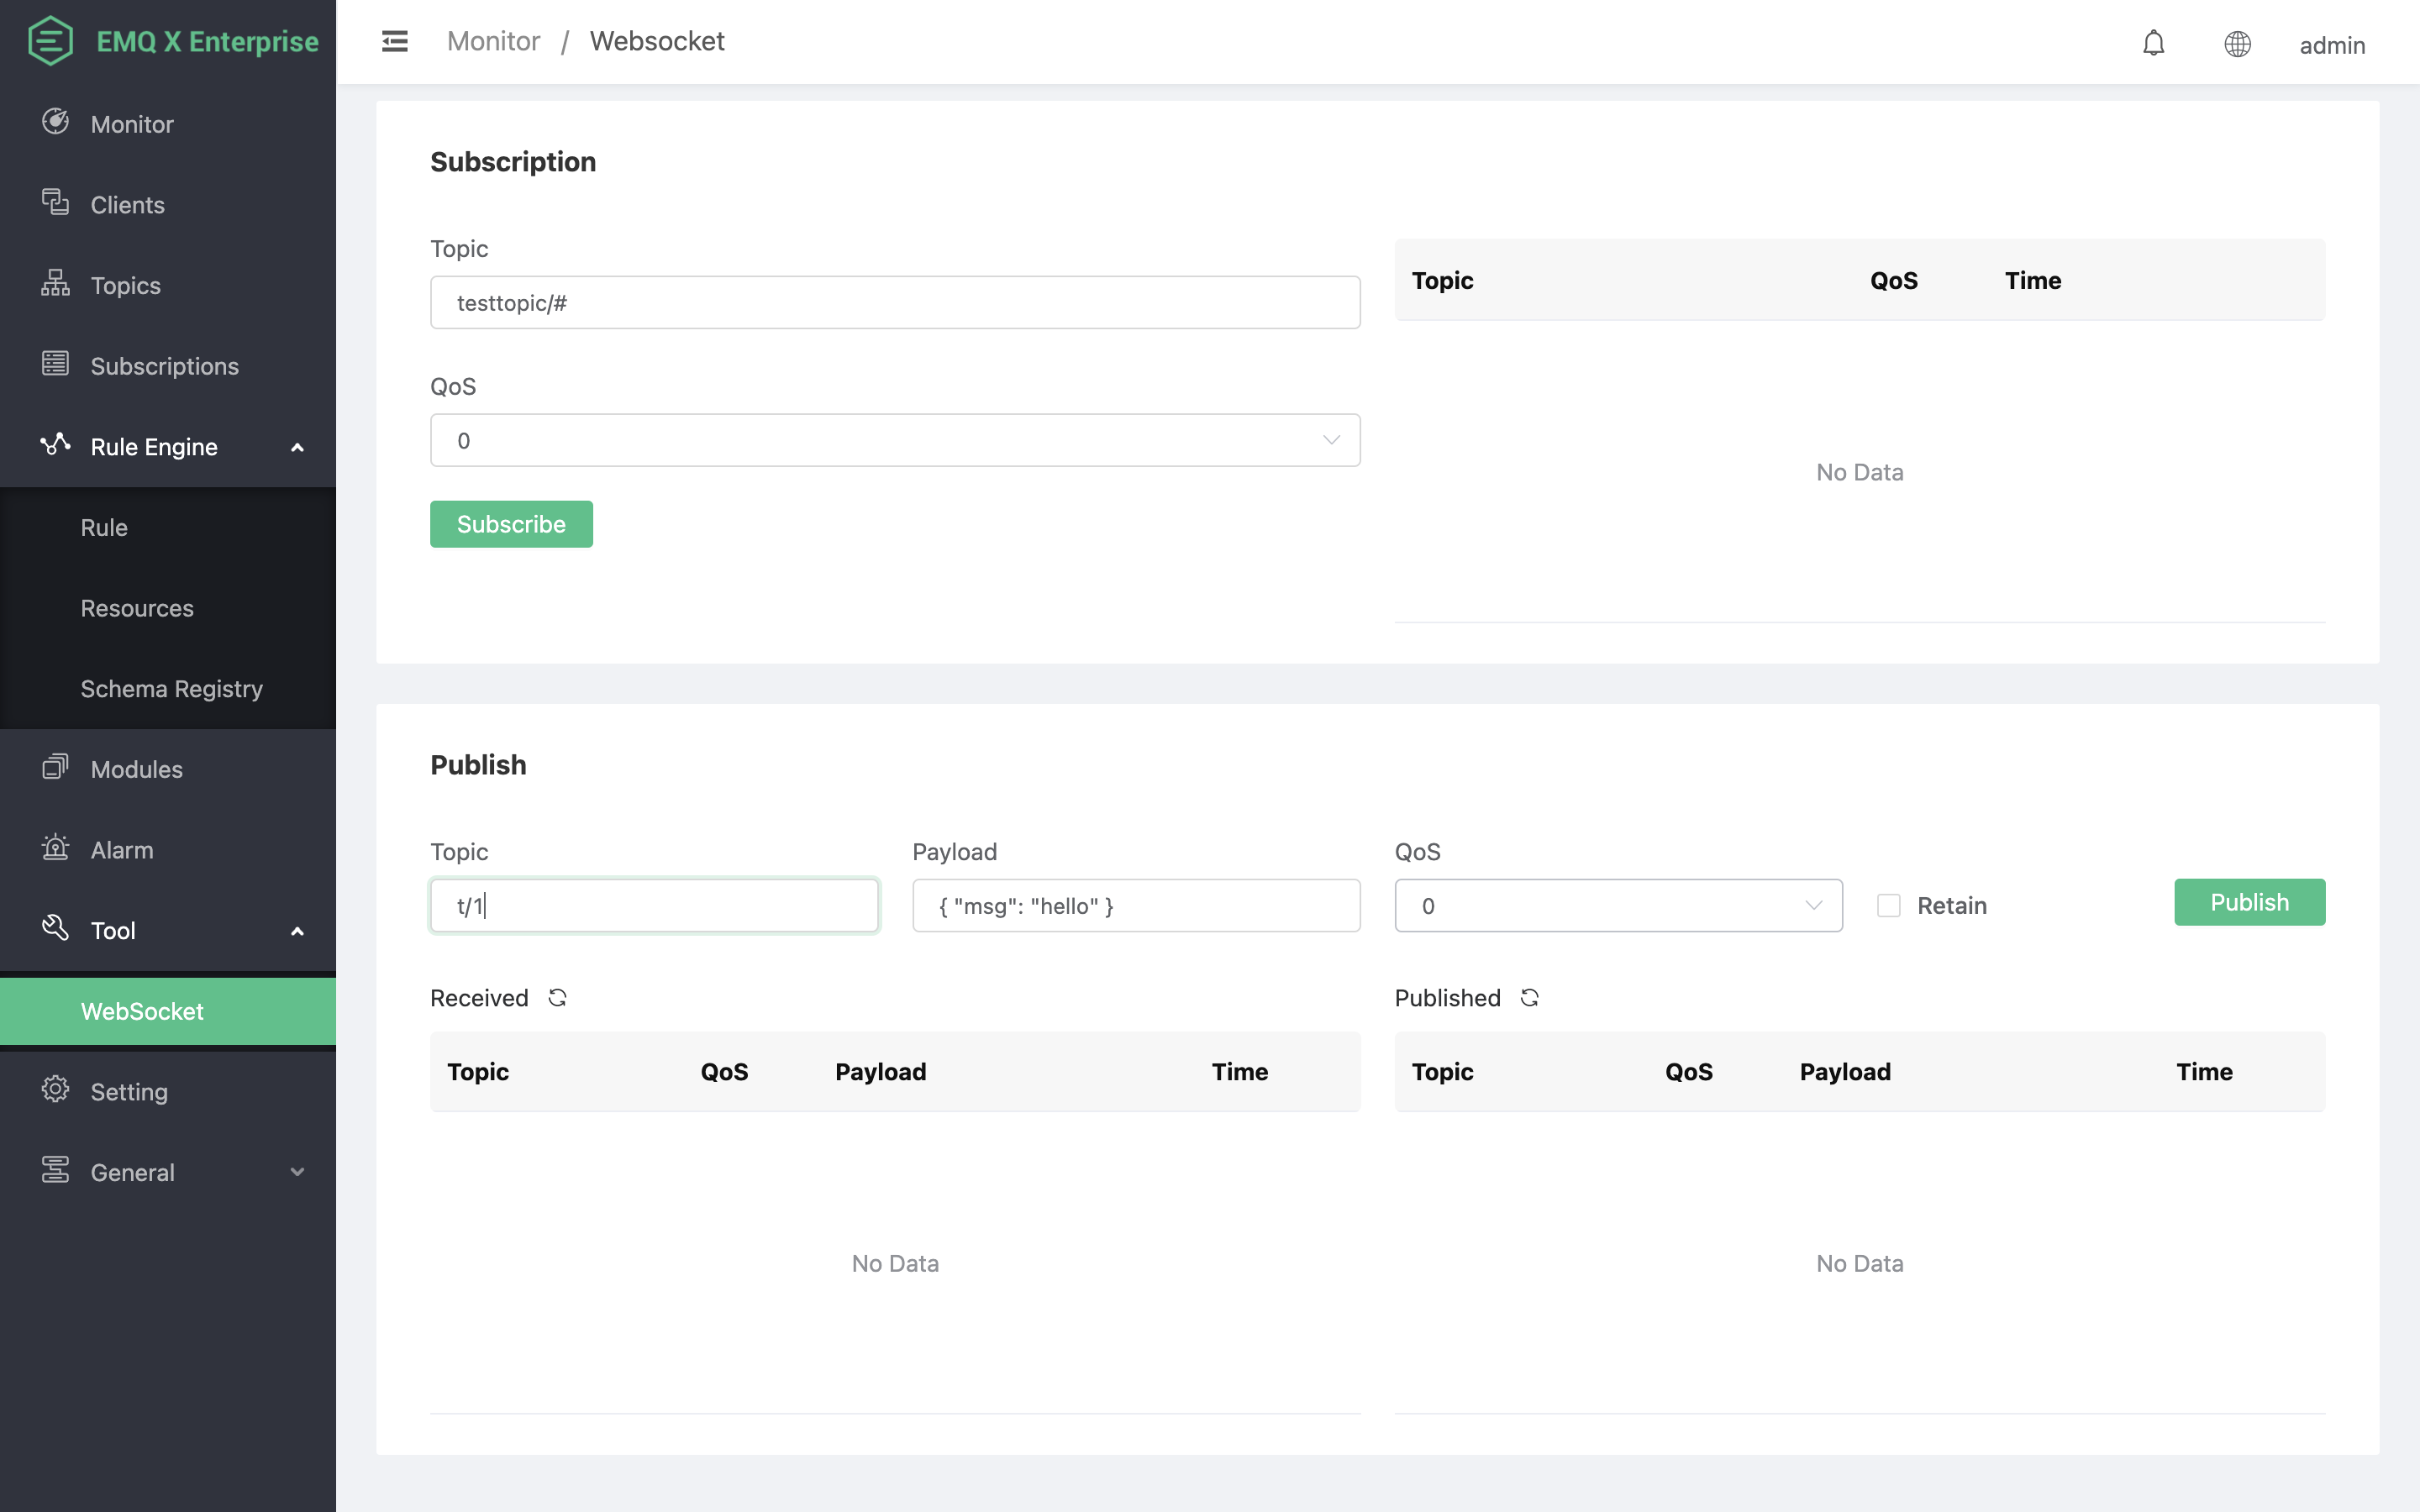 EMQ X Enterprise
Monitor / Websocket
admin
Monitor
Clients
Topics
Subscriptions
Rule Engine
Rule
Resources
Schema Registry
Modules
Alarm
Tool
WebSocket
Setting
General
Subscription
Topic
testtopic/#
QoS
0
Subscribe
Topic QoS Time
No Data
Publish
Topic Payload QoS
t/1 { "msg": "hello" } 0 Retain Publish
Received
Topic QoS Payload Time
No Data
Published
Topic QoS Payload Time
No Data